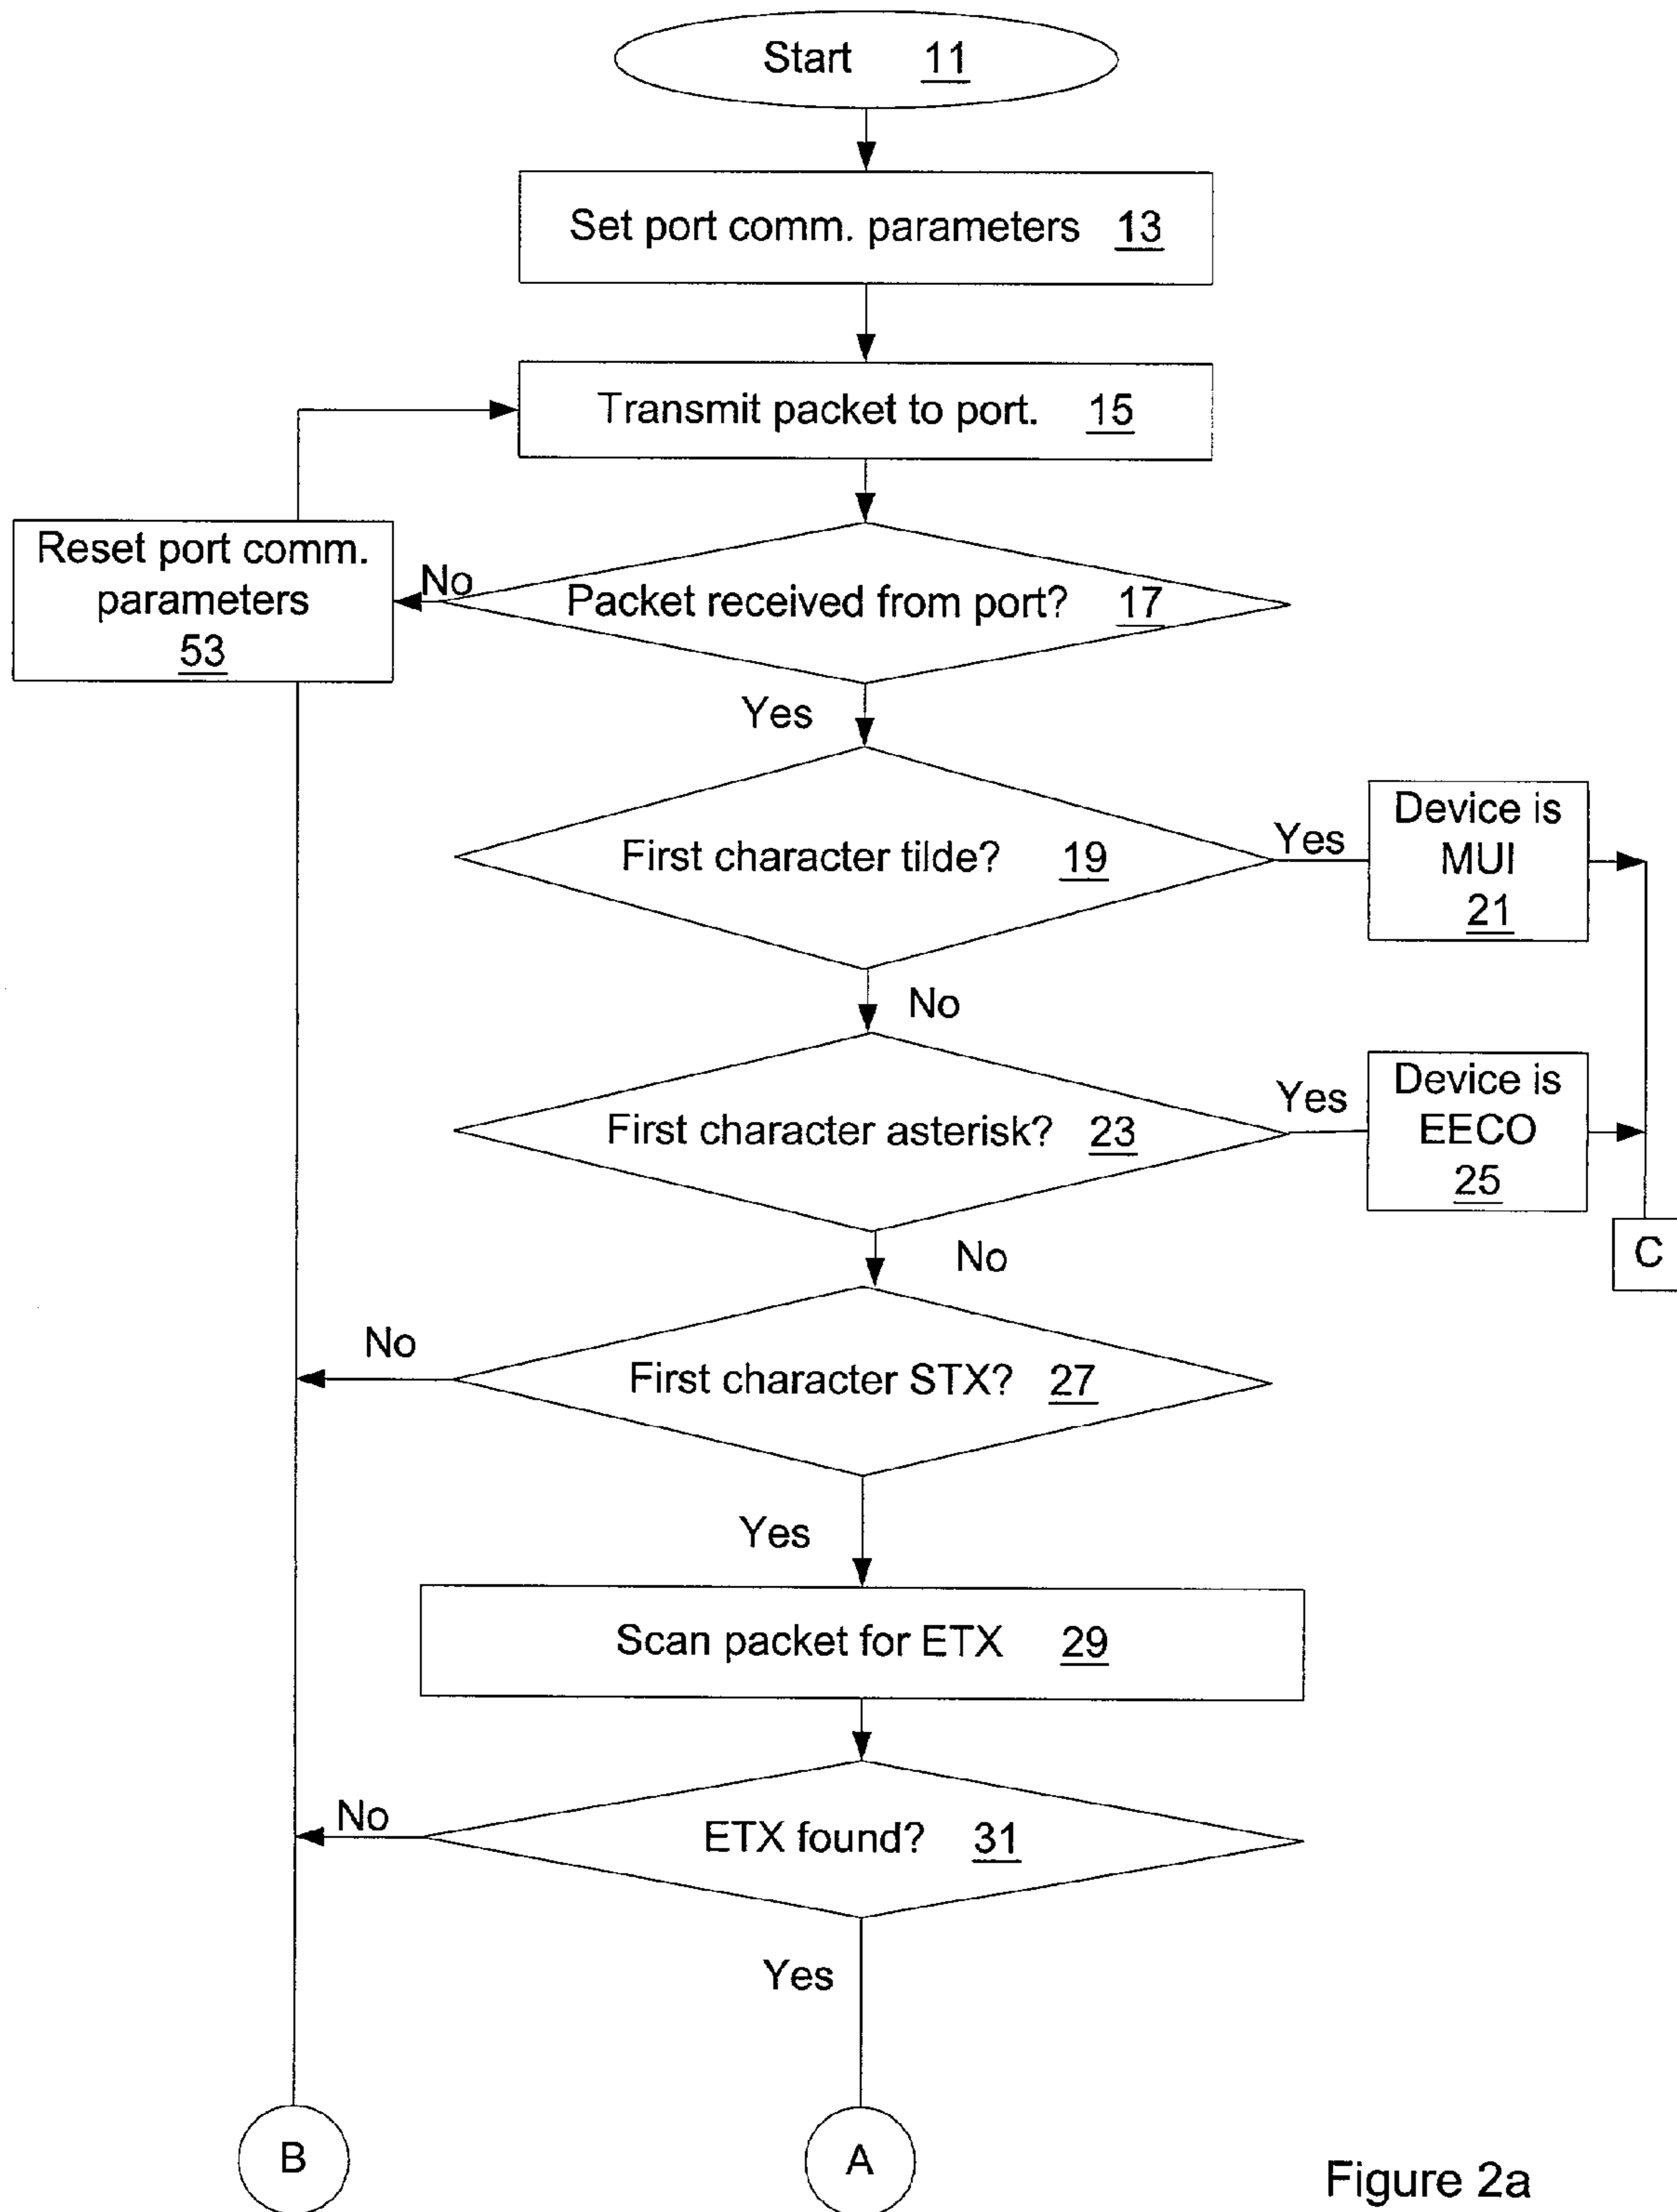 Start 11
Set port comm. parameters 13
Transmit packet to port. 15
Reset port comm.
parameters
53
No
Packet received from port? 17
Yes
First character tilde? 19
Yes
Device is
MUI
21
No
First character asterisk? 23
Yes
Device is
EECO
25
No
C
No
First character STX? 27
Yes
Scan packet for ETX 29
No
ETX found? 31
Yes
B
A
Figure 2a